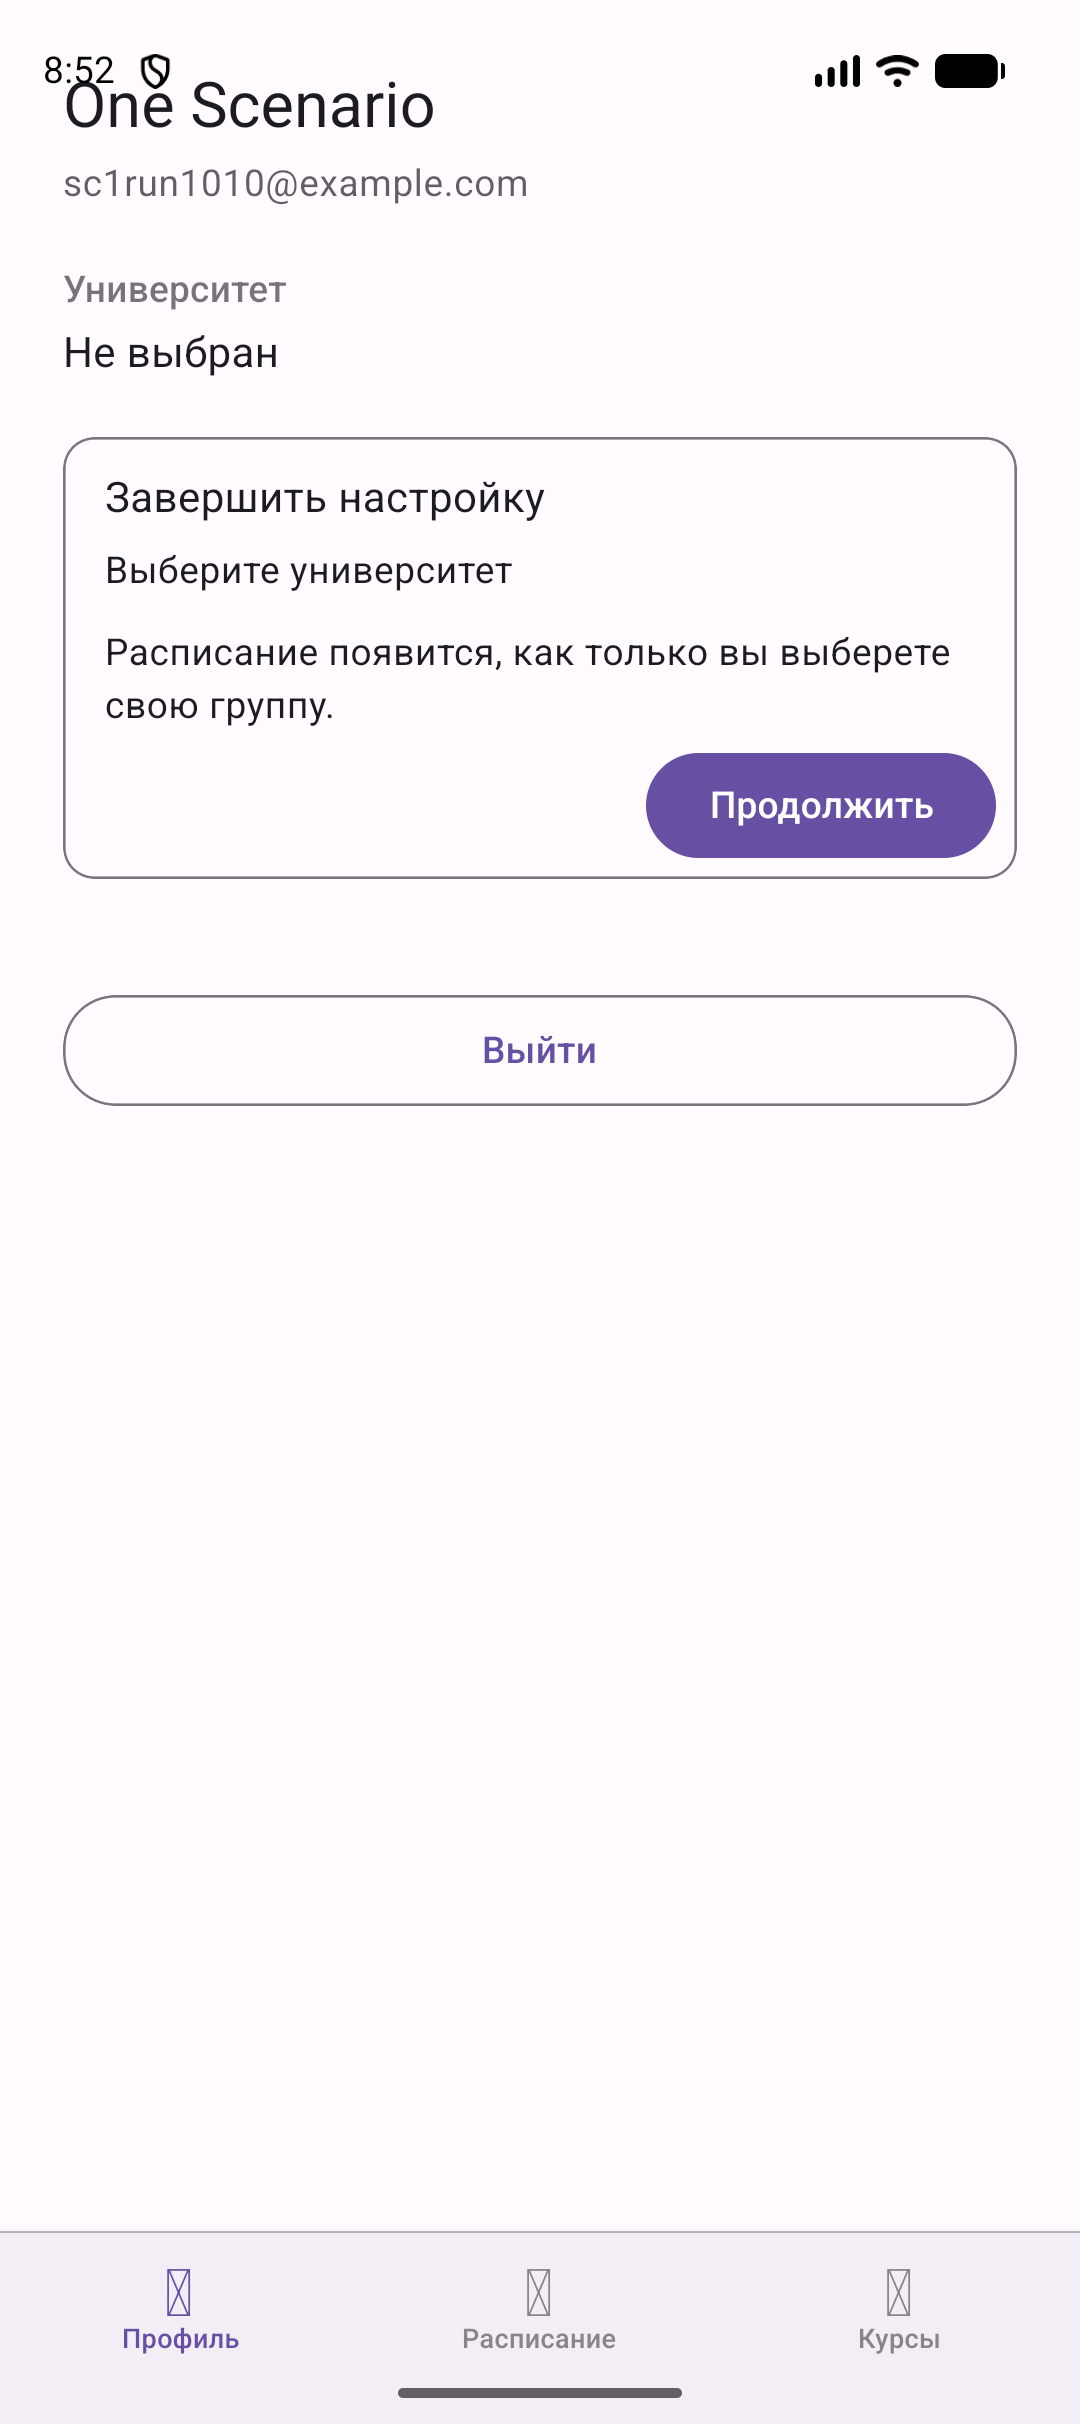 8:52
One Scenario
sc1run1010@example.com
Университет
Не выбран
Завершить настройку
Выберите университет
Расписание появится, как только вы выберете
свою группу.
Продолжить
Выйти
Профиль
Расписание
Курсы